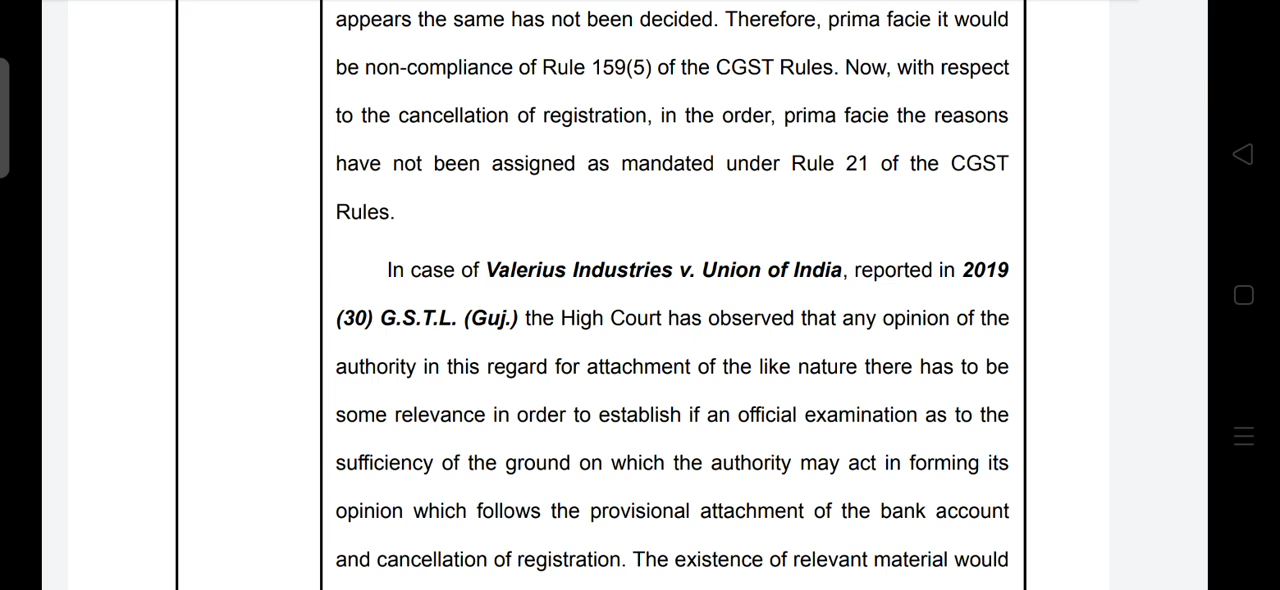 appears the same has not been decided. Therefore, prima facie it would
be non-compliance of Rule 159(5) of the CGST Rules. Now, with respect
to the cancellation of registration, in the order, prima facie the reasons
have not been assigned as mandated under Rule 21 of the CGST
Rules.
In case of Valerius Industries v. Union of India, reported in 2019
(30) G.S.T.L. (Guj.) the High Court has observed that any opinion of the
authority in this regard for attachment of the like nature there has to be
some relevance in order to establish if an official examination as to the
sufficiency of the ground on which the authority may act in forming its
opinion which follows the provisional attachment of the bank account
and cancellation of registration. The existence of relevant material would